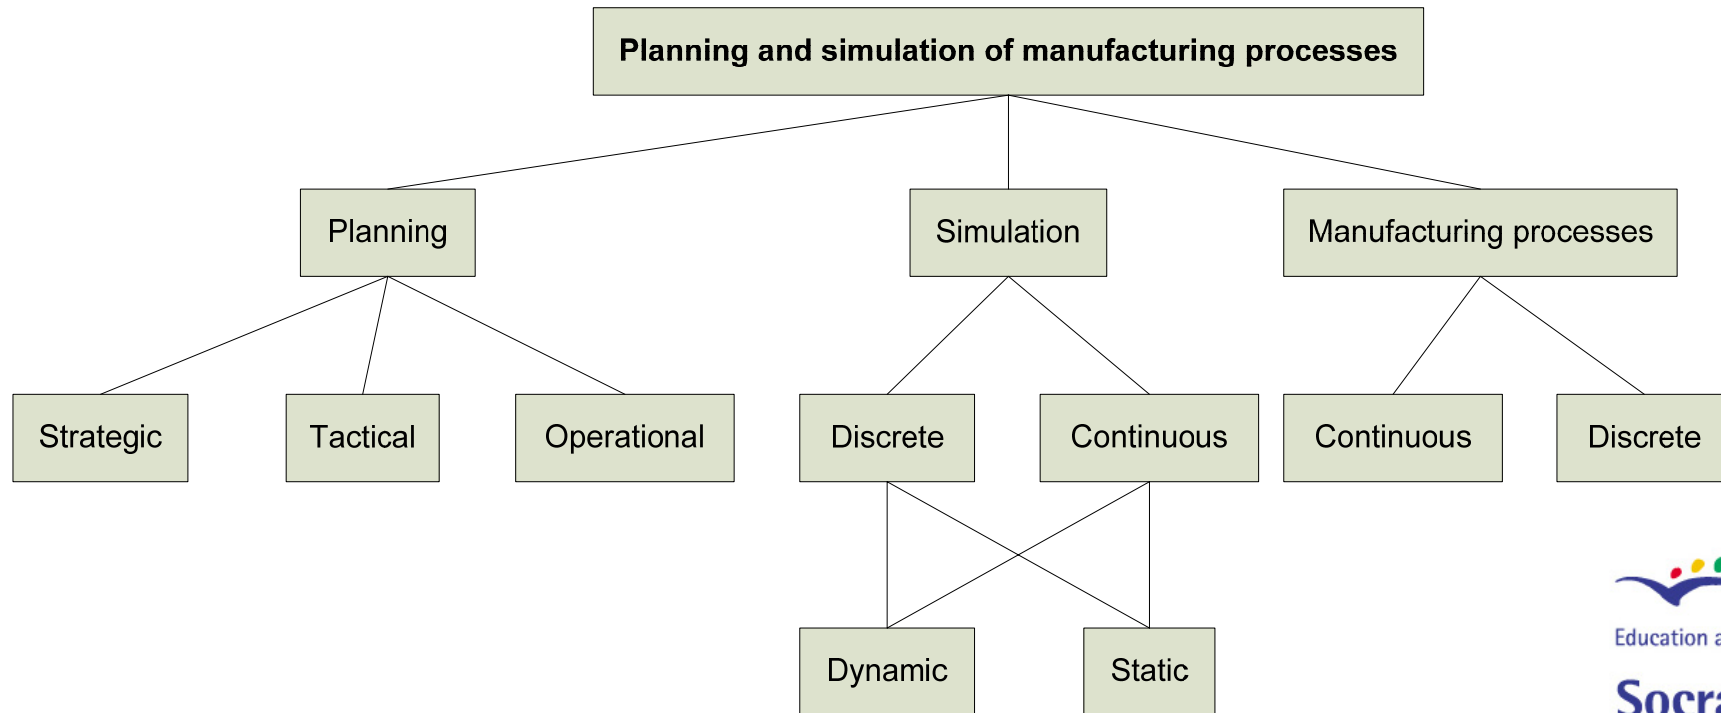 Planning and simulation of manufacturing processes
Planning
Simulation
Manufacturing processes
Strategic
Tactical
Operational
Discrete
Continuous
Continuous
Discrete
Dynamic
Static
Education